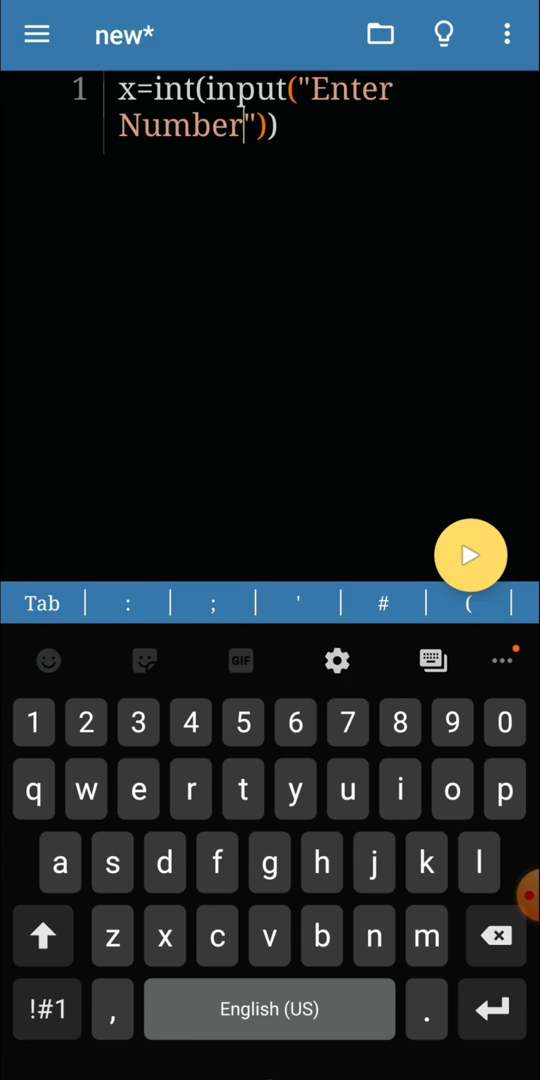 new*
1 x=int(input("Enter
Number"))
Tab | : | ; | ' | # | ( |
GIF
1 2 3 4 5 6 7 8 9 0
q w e r t y u i o p
a s d f g h j k l
z x c v b n m
!#1 , English (US) .